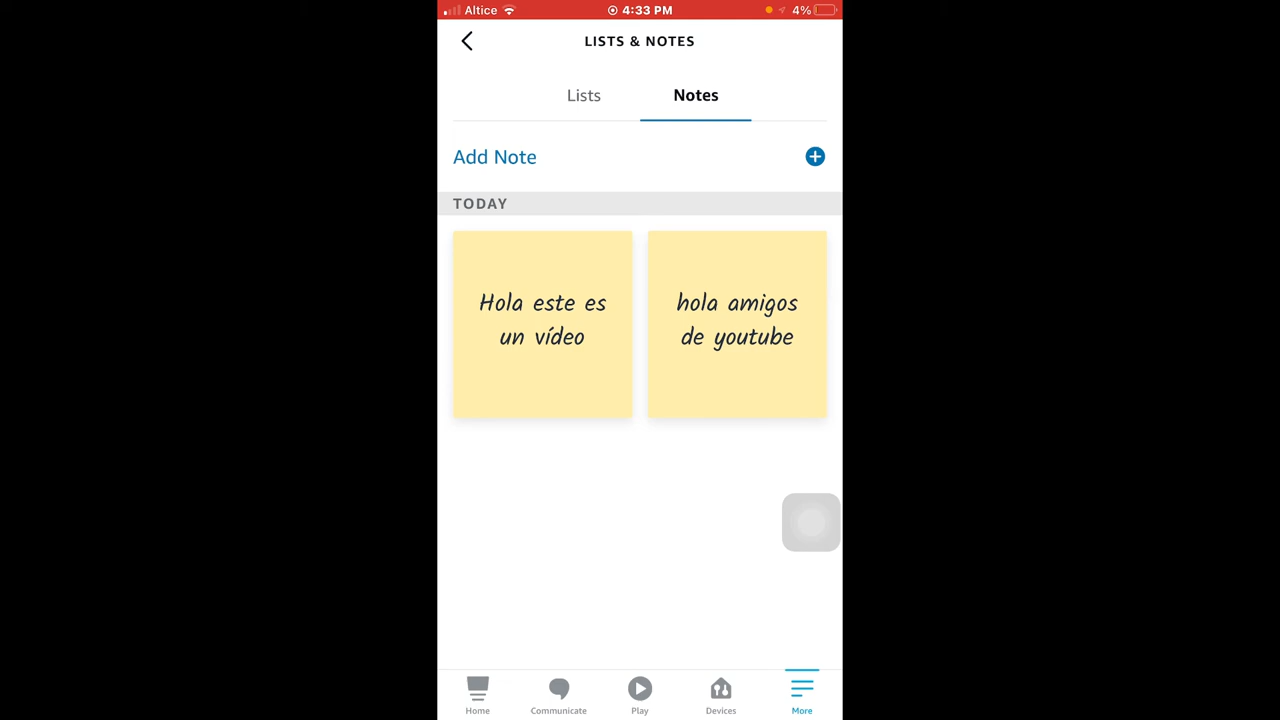 Altice 4:33 PM 4%
LISTS & NOTES
Lists Notes
Add Note
TODAY
Hola este es
un vídeo
hola amigos
de youtube
Home Communicate Play Devices More